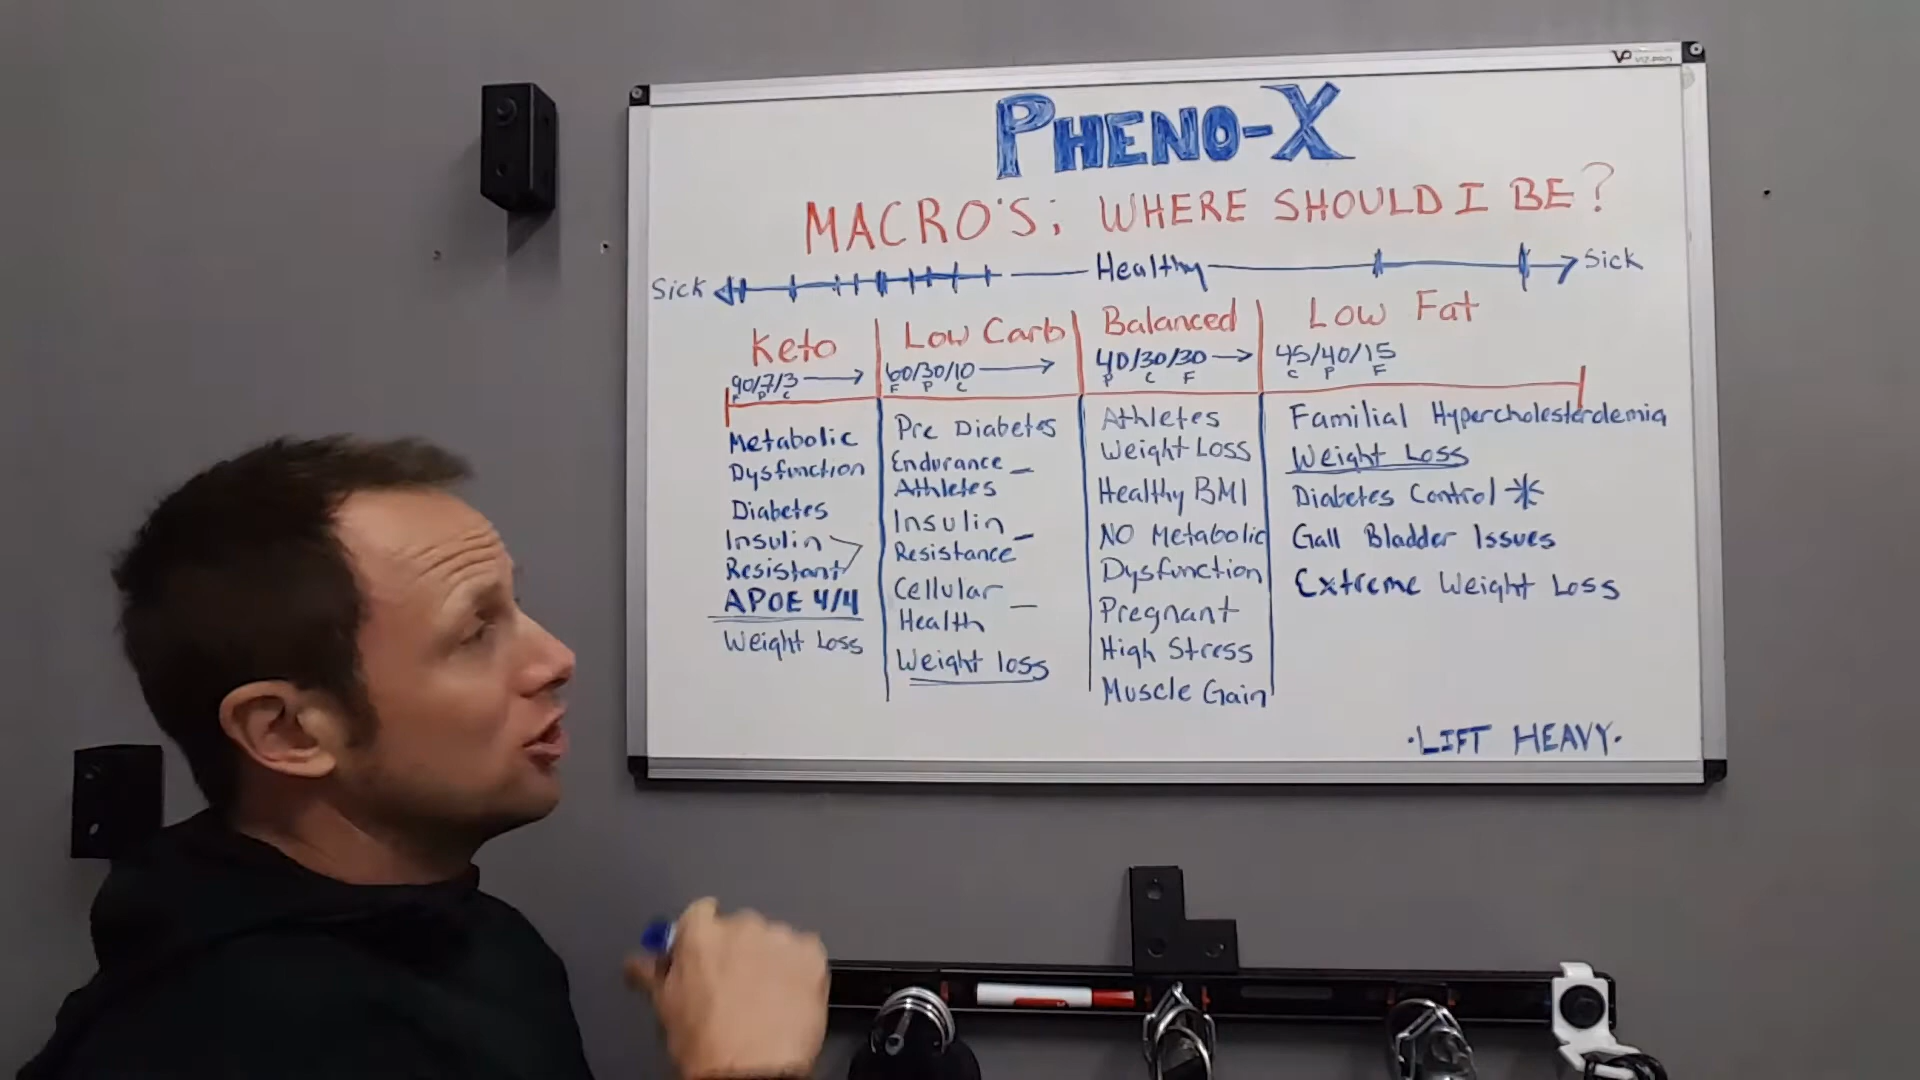 VIZ-PRO
PHENO-X
MACRO'S; WHERE SHOULD I BE?
Sick Healthy Sick
Keto
90/7/3
F P C
Metabolic
Dysfunction
Diabetes
Insulin
Resistant
APOE 4/4
Weight Loss
Low Carb
60/30/10
F P C
Pre Diabetes
Endurance
Athletes
Insulin
Resistance
Cellular
Health
Weight loss
Balanced
40/30/30
P C F
Athletes
Weight Loss
Healthy BMI
NO Metabolic
Dysfunction
Pregnant
High Stress
Muscle Gain
Low Fat
45/40/15
C P F
Familial Hypercholesterolemia
Weight Loss
Diabetes Control *
Gall Bladder Issues
Extreme Weight Loss
·LIFT HEAVY·